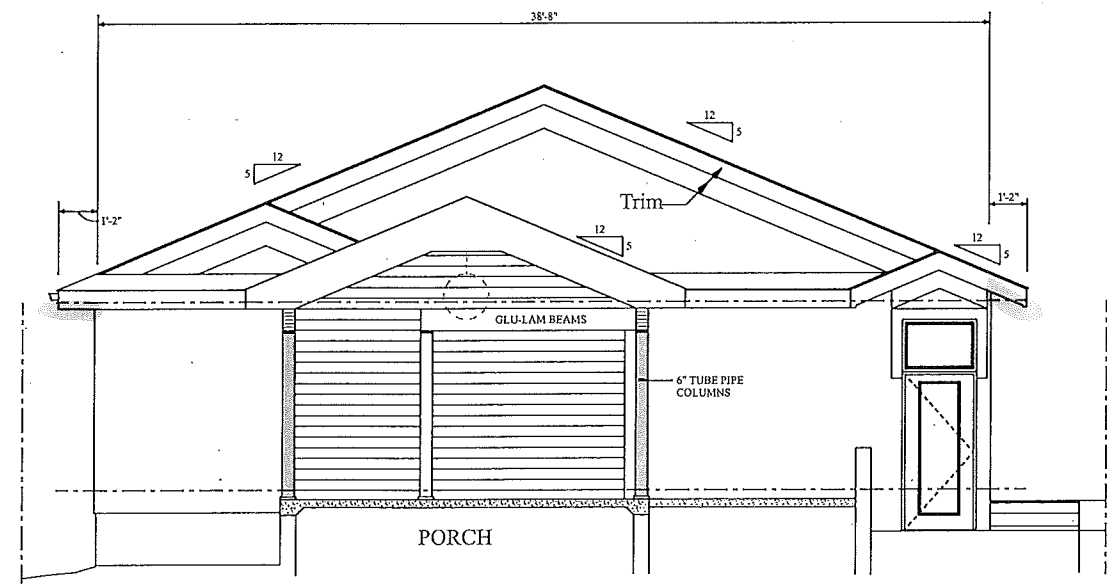 38'-8"
12
5
12
5
Trim
1'-2"
1'-2"
12
5
12
5
GLU-LAM BEAMS
6" TUBE PIPE
COLUMNS
PORCH